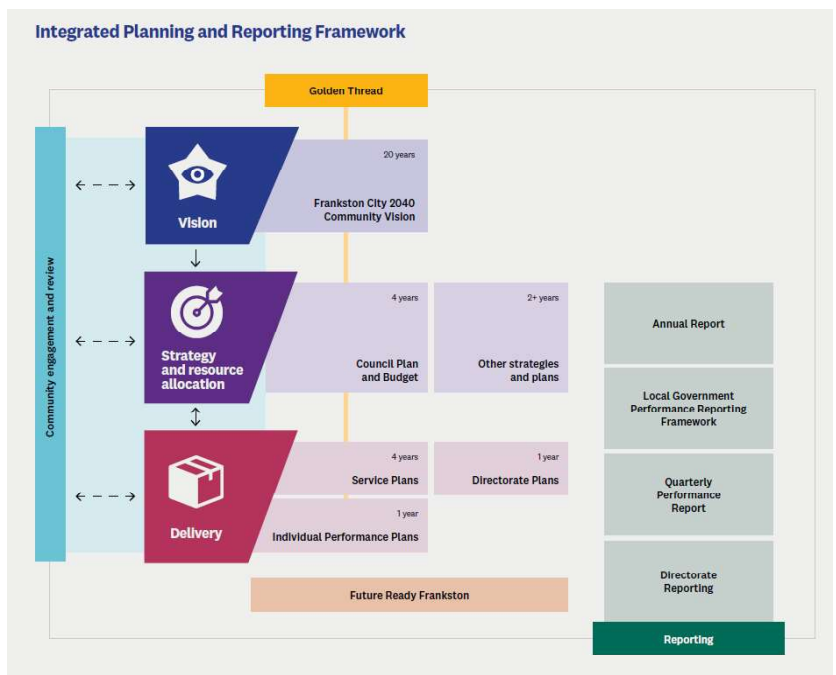 Integrated Planning and Reporting Framework
Golden Thread
Community engagement and review
Vision
20 years
Frankston City 2040
Community Vision
Strategy
and resource
allocation
4 years
Council Plan
and Budget
2+ years
Other strategies
and plans
Delivery
4 years
Service Plans
1 year
Directorate Plans
1 year
Individual Performance Plans
Future Ready Frankston
Annual Report
Local Government
Performance Reporting
Framework
Quarterly
Performance
Report
Directorate
Reporting
Reporting